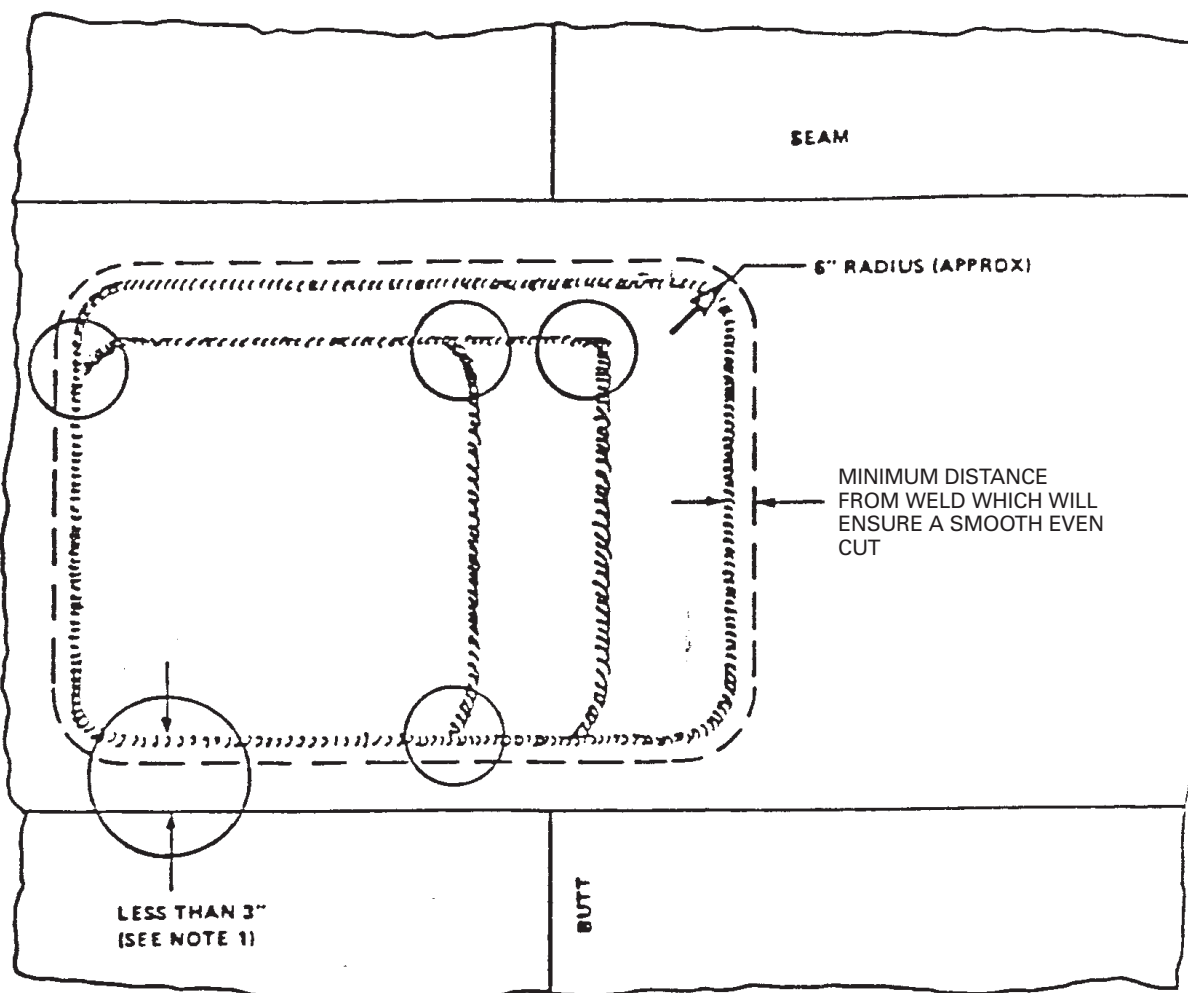 SEAM
6" RADIUS (APPROX)
MINIMUM DISTANCE
FROM WELD WHICH WILL
ENSURE A SMOOTH EVEN
CUT
LESS THAN 3"
(SEE NOTE 1)
BUTT